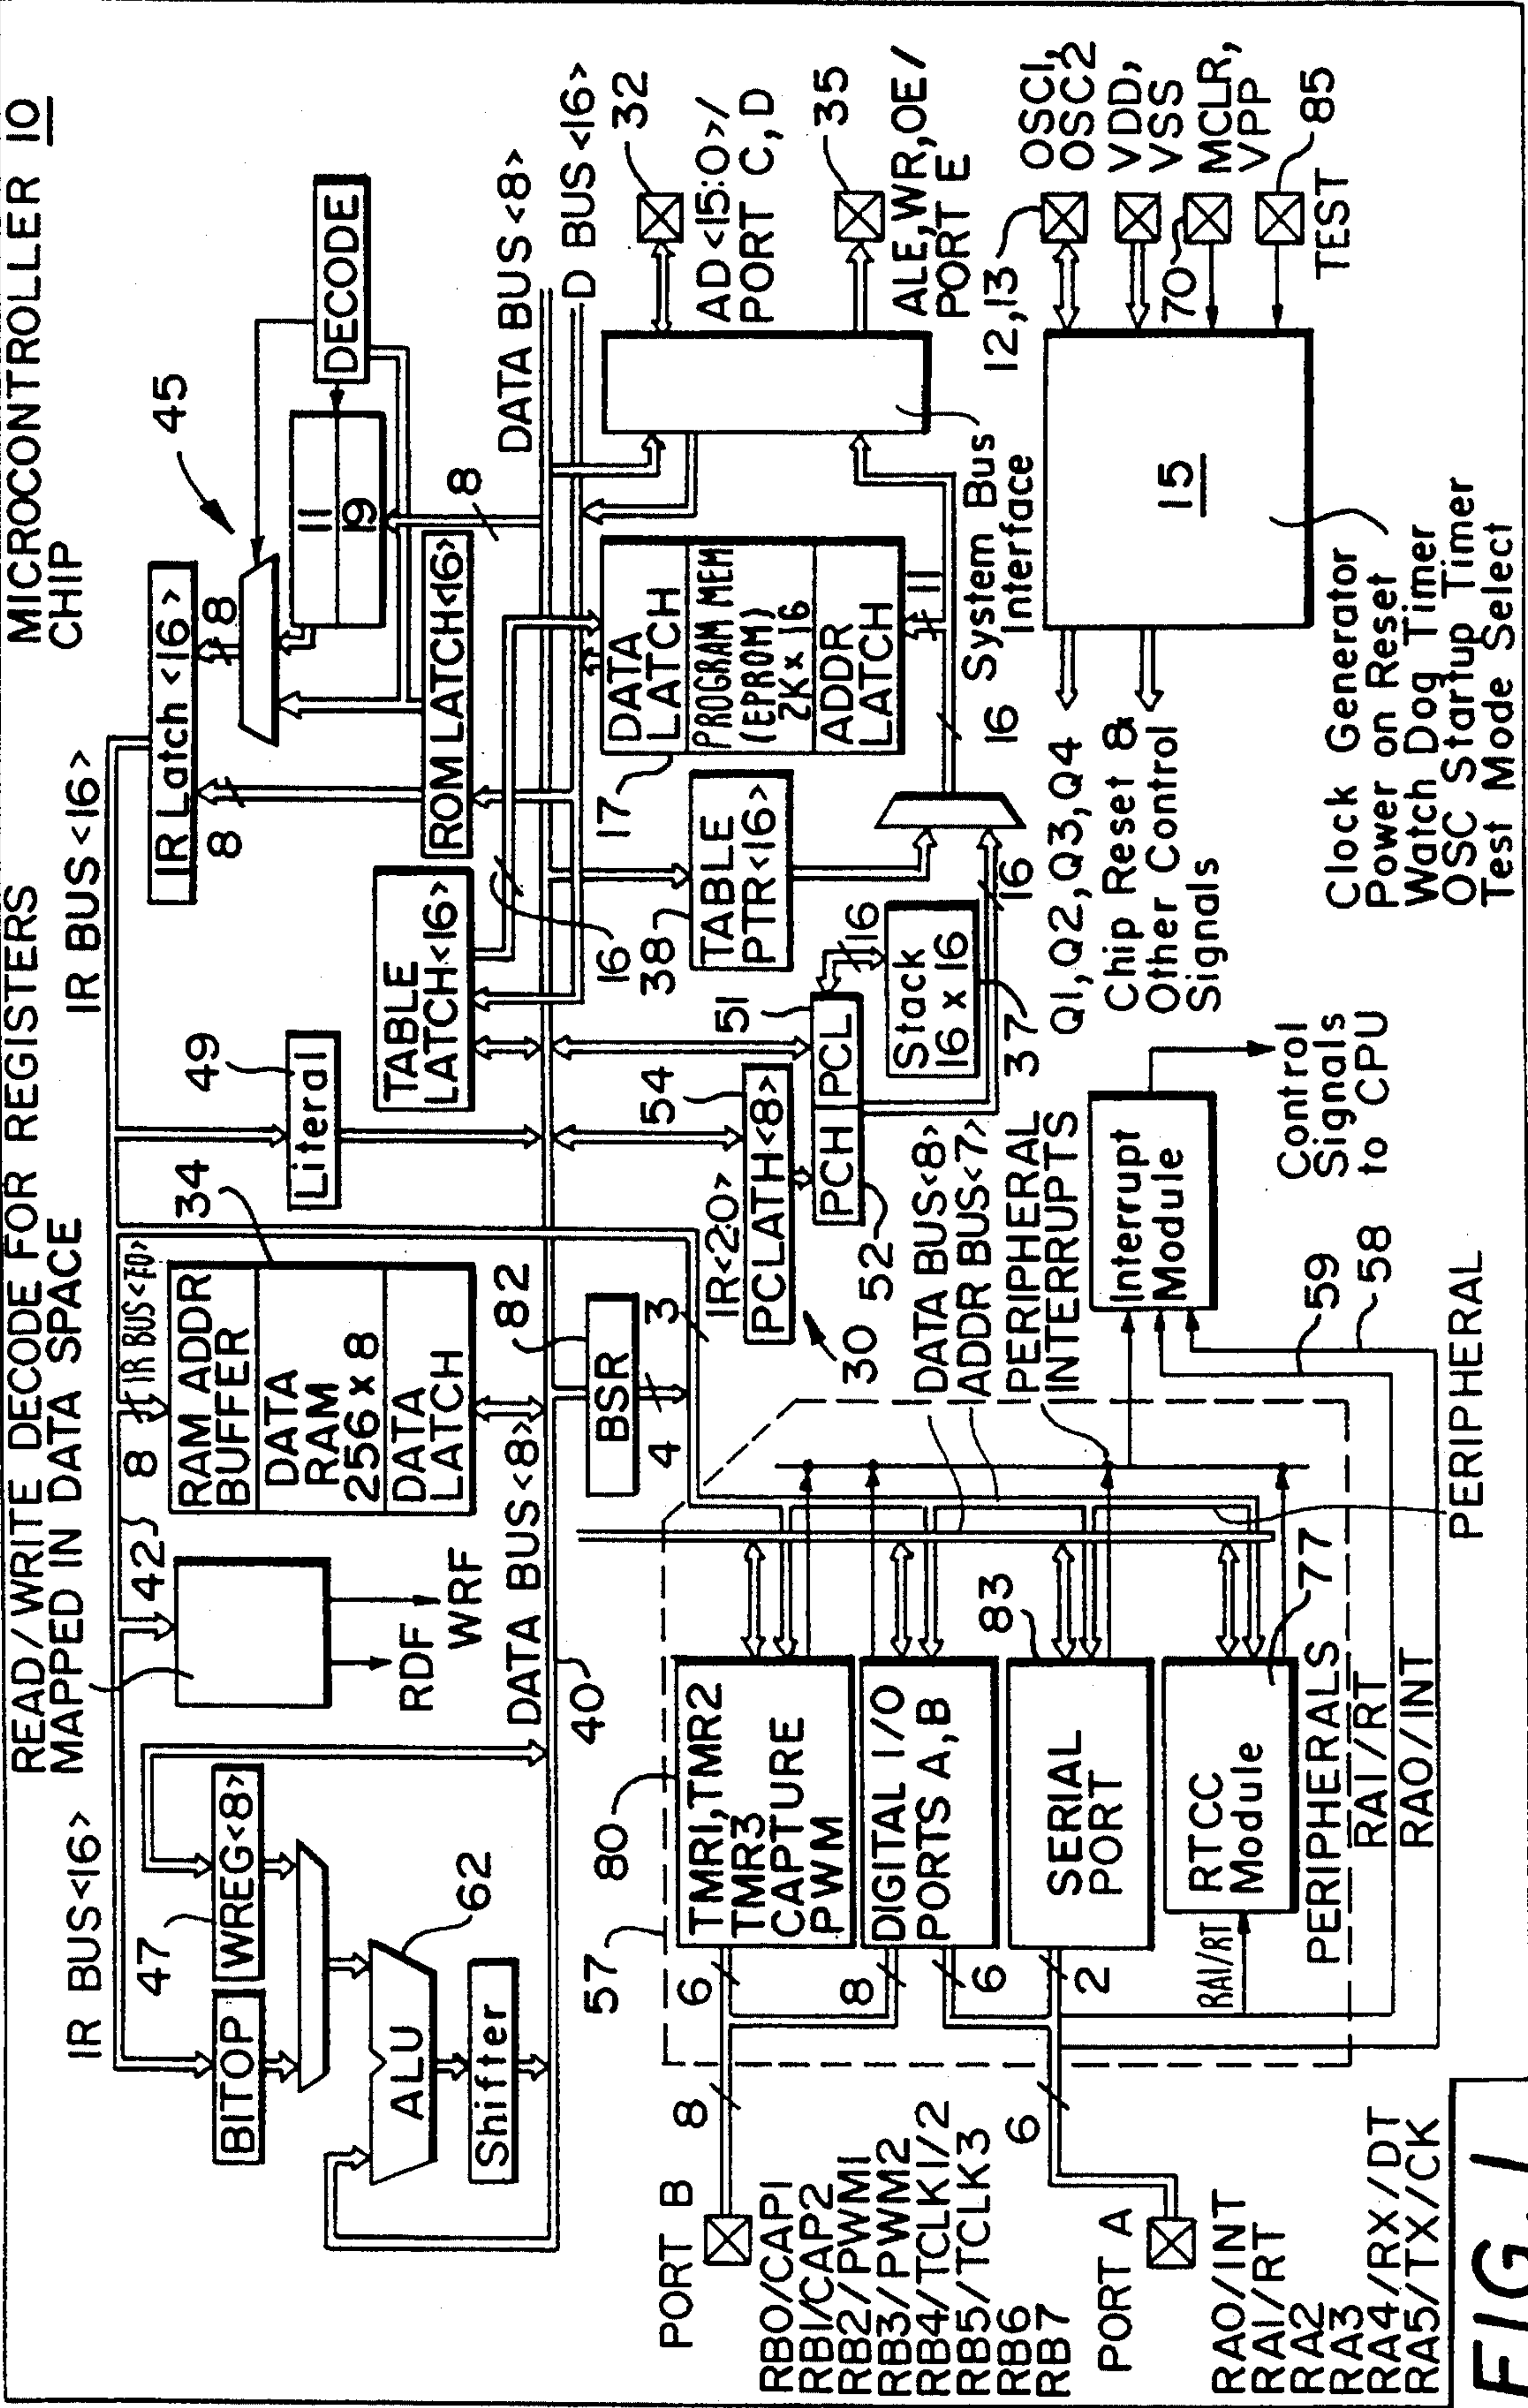 MICROCONTROLLER 10
CHIP
READ/WRITE DECODE FOR REGISTERS
MAPPED IN DATA SPACE
IR BUS<16>
IR BUS<16>
47
BITOP
WREG<8>
ALU
62
Shifter
RDF
WRF
42
8
IR BUS<7:0>
RAM ADDR
BUFFER
DATA
RAM
256 x 8
DATA
LATCH
34
82
Literal
49
TABLE
LATCH<16>
IR Latch <16>
8
8
45
11
19
DECODE
ROM LATCH<16>
8
DATA BUS<8>
D BUS<16>
DATA BUS <8>
40
BSR
4
3
IR<2:0>
54
PCLATH<8>
30
PCH
PCL
51
52
16
Stack
16 x 16
37
16
38
TABLE
PTR<16>
16
17
DATA
LATCH
PROGRAM MEM
(EPROM)
2K x 16
ADDR
LATCH
11
16
System Bus
Interface
32
AD <15:0>/
PORT C, D
35
ALE, WR, OE /
PORT E
12,13
OSC1,
OSC2
VDD,
VSS
70
MCLR,
VPP
TEST
85
15
Q1, Q2, Q3, Q4
Chip Reset &
Other Control
Signals
Clock Generator
Power on Reset
Watch Dog Timer
OSC Startup Timer
Test Mode Select
DATA BUS<8>
ADDR BUS<7>
PERIPHERAL
INTERRUPTS
Interrupt
Module
Control
Signals
to CPU
59
58
PERIPHERAL
57
80
TMR1, TMR2
TMR3
CAPTURE
PWM
DIGITAL I/O
PORTS A, B
83
SERIAL
PORT
RTCC
Module
77
PERIPHERALS
RA1/RT
RA1/RT
RA0/INT
6
8
6
2
8
6
PORT B
RB0/CAP1
RB1/CAP2
RB2/PWM1
RB3/PWM2
RB4/TCLK1/2
RB5/TCLK3
RB6
RB7
PORT A
RA0/INT
RA1/RT
RA2
RA3
RA4/RX/DT
RA5/TX/CK
FIG. 1